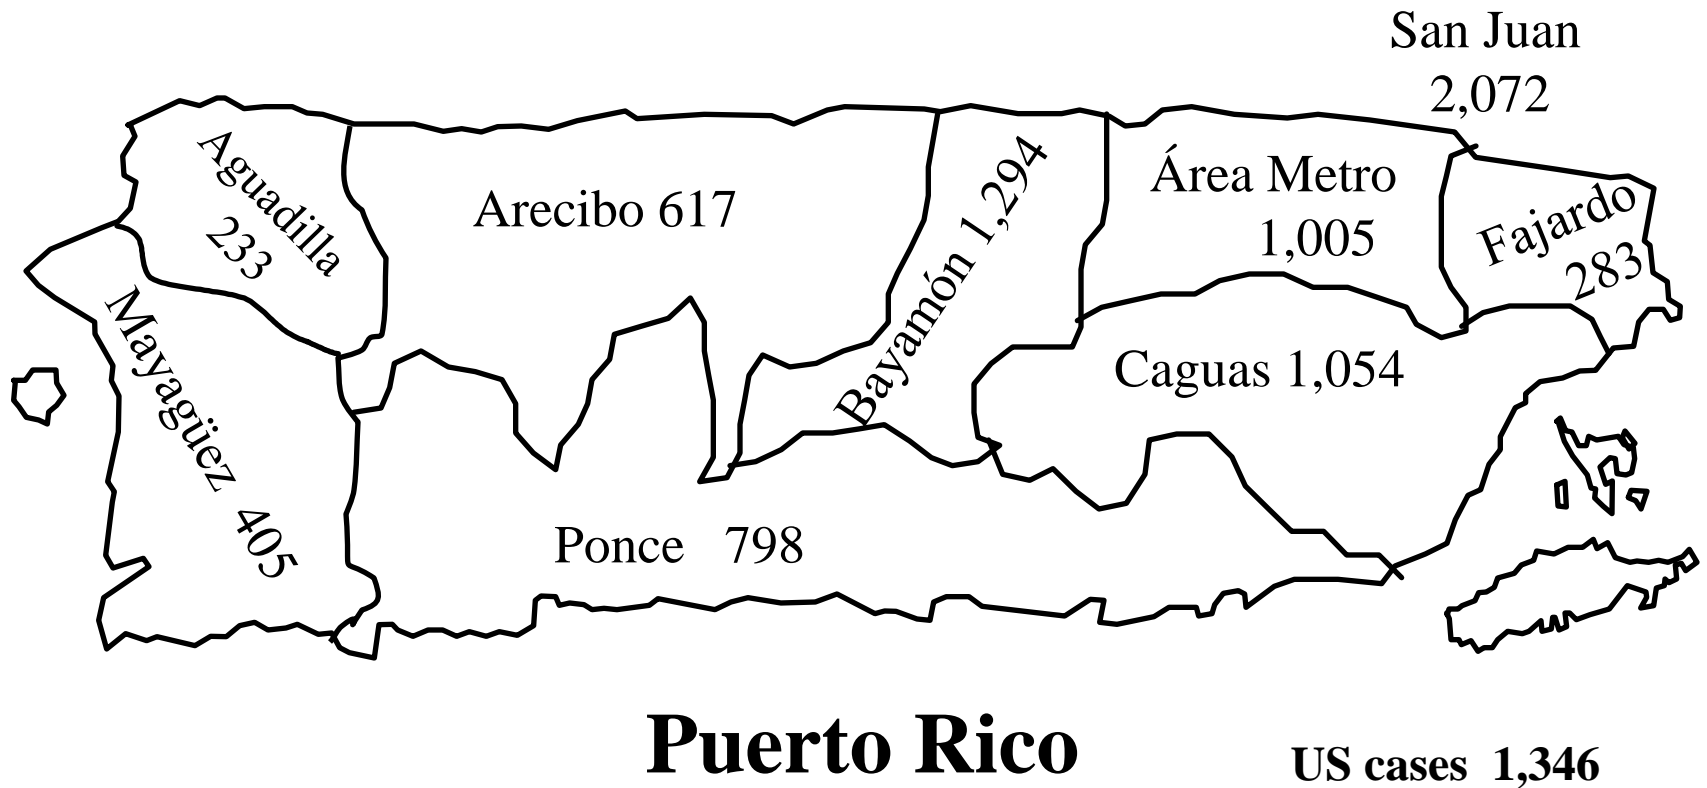 San Juan
2,072
Aguadilla
233
Arecibo 617
Bayamón 1,294
Área Metro
1,005
Fajardo
283
Mayagüez 405
Caguas 1,054
Ponce 798
Puerto Rico
US cases 1,346